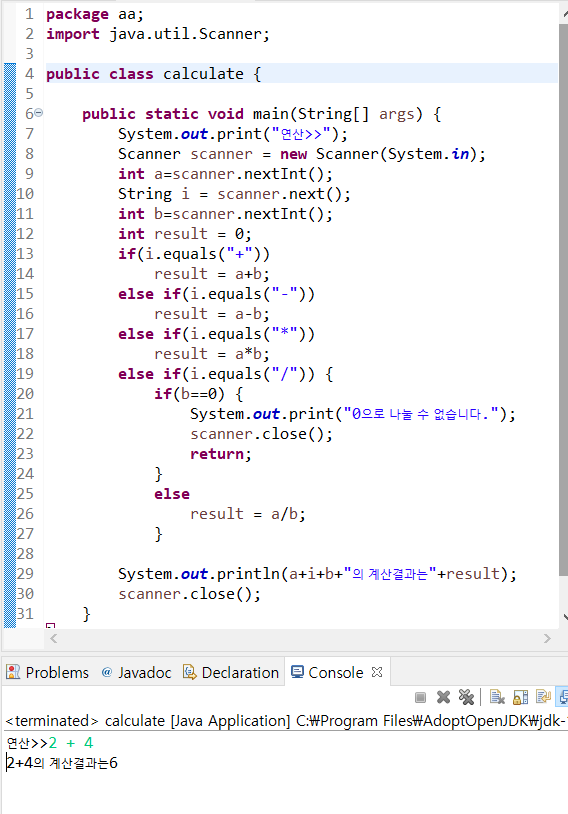 1 package aa;
2 import java.util.Scanner;
3
4 public class calculate {
5
6 public static void main(String[] args) {
7 System.out.print("연산>>");
8 Scanner scanner = new Scanner(System.in);
9 int a=scanner.nextInt();
10 String i = scanner.next();
11 int b=scanner.nextInt();
12 int result = 0;
13 if(i.equals("+"))
14 result = a+b;
15 else if(i.equals("-"))
16 result = a-b;
17 else if(i.equals("*"))
18 result = a*b;
19 else if(i.equals("/")) {
20 if(b==0) {
21 System.out.print("0으로 나눌 수 없습니다.");
22 scanner.close();
23 return;
24 }
25 else
26 result = a/b;
27 }
28
29 System.out.println(a+i+b+"의 계산결과는"+result);
30 scanner.close();
31 }
Problems @ Javadoc Declaration Console
<terminated> calculate [Java Application] C:₩Program Files₩AdoptOpenJDK₩jdk-
연산>>2 + 4
2+4의 계산결과는6